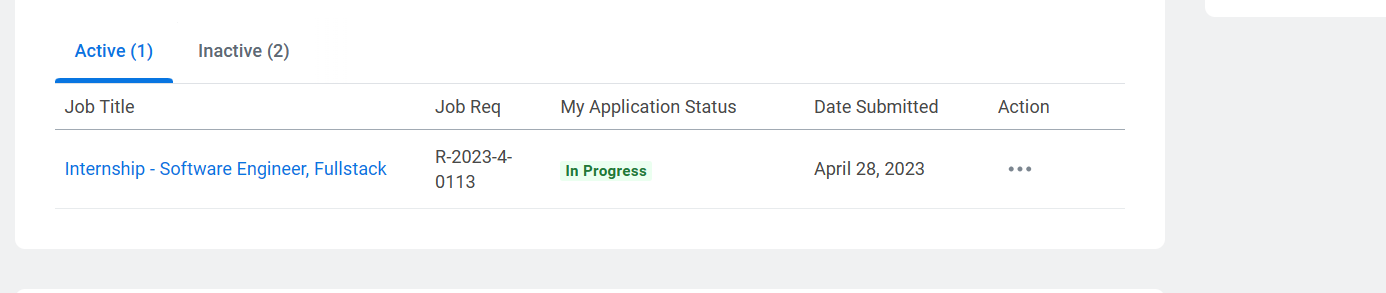 Active (1) Inactive (2)
Job Title Job Req My Application Status Date Submitted Action
Internship - Software Engineer, Fullstack R-2023-4- In Progress April 28, 2023
0113